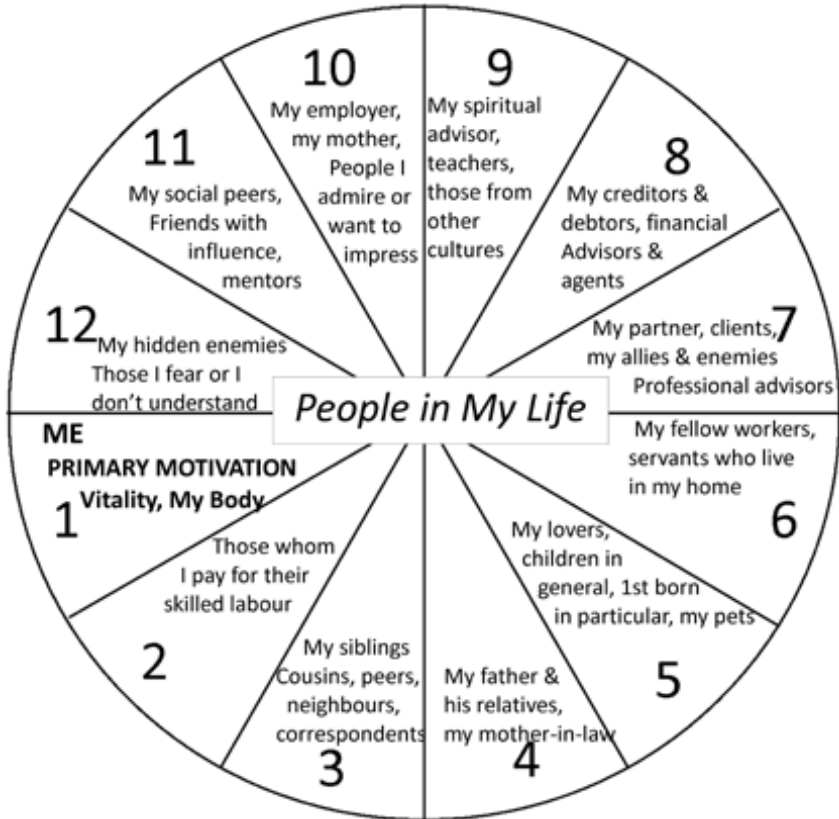 10
My employer,
my mother,
People I
admire or
want to
impress
9
My spiritual
advisor,
teachers,
those from
other
cultures
11
My social peers,
Friends with
influence,
mentors
8
My creditors &
debtors, financial
Advisors &
agents
12
My hidden enemies
Those I fear or I
don't understand
7
My partner, clients,
my allies & enemies
Professional advisors
People in My Life
ME
PRIMARY MOTIVATION
Vitality, My Body
1
My fellow workers,
servants who live
in my home
6
Those whom
I pay for their
skilled labour
2
My lovers,
children in
general, 1st born
in particular, my pets
5
My siblings
Cousins, peers,
neighbours,
correspondents
3
My father &
his relatives,
my mother-in-law
4